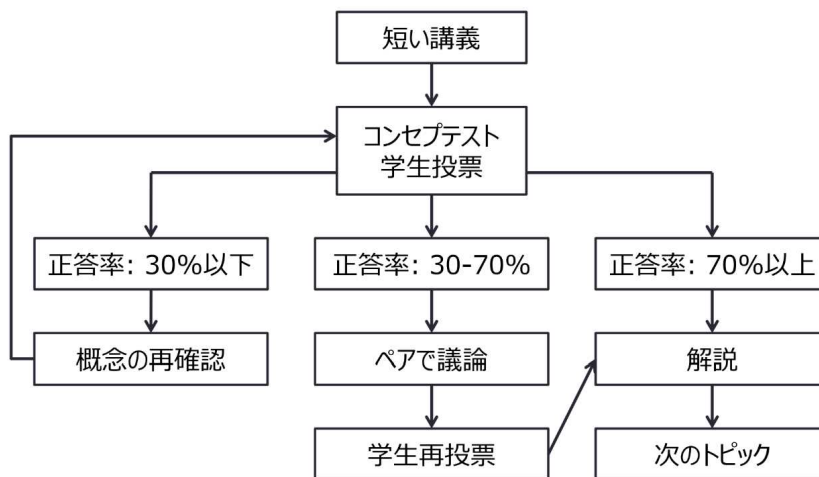 短い講義
コンセプテスト
学生投票
正答率: 30%以下
正答率: 30-70%
正答率: 70%以上
概念の再確認
ペアで議論
解説
学生再投票
次のトピック